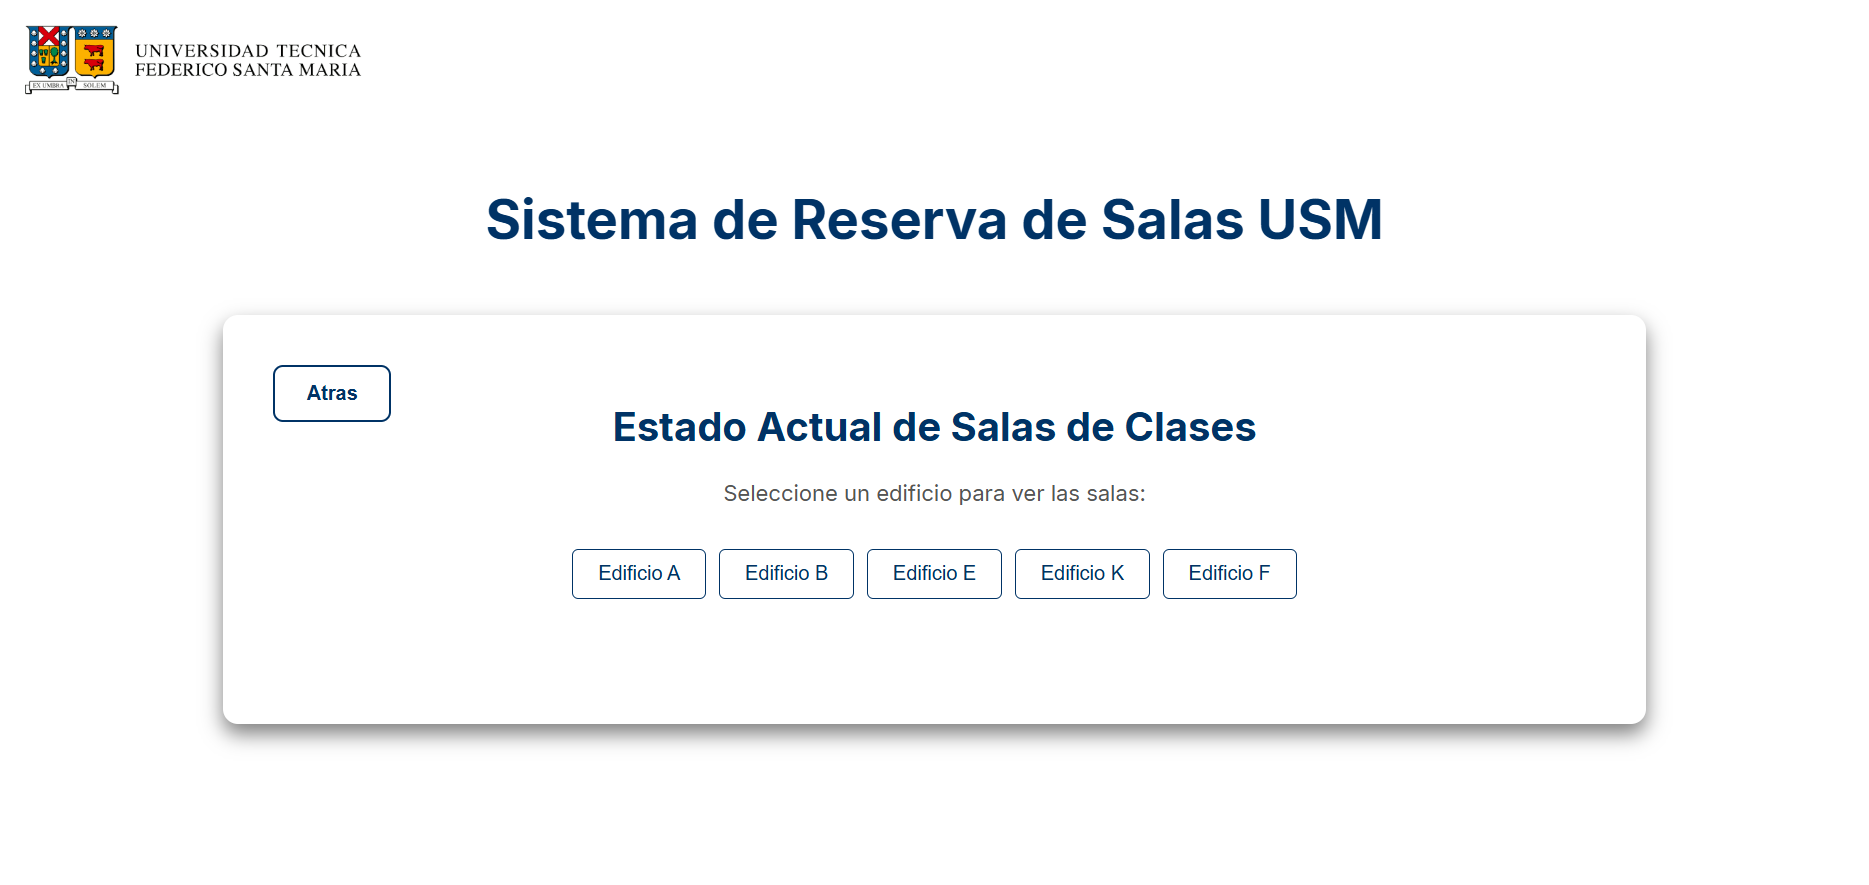 EX UMBRA IN SOLEM
UNIVERSIDAD TECNICA
FEDERICO SANTA MARIA
Sistema de Reserva de Salas USM
Atras
Estado Actual de Salas de Clases
Seleccione un edificio para ver las salas:
Edificio A
Edificio B
Edificio E
Edificio K
Edificio F